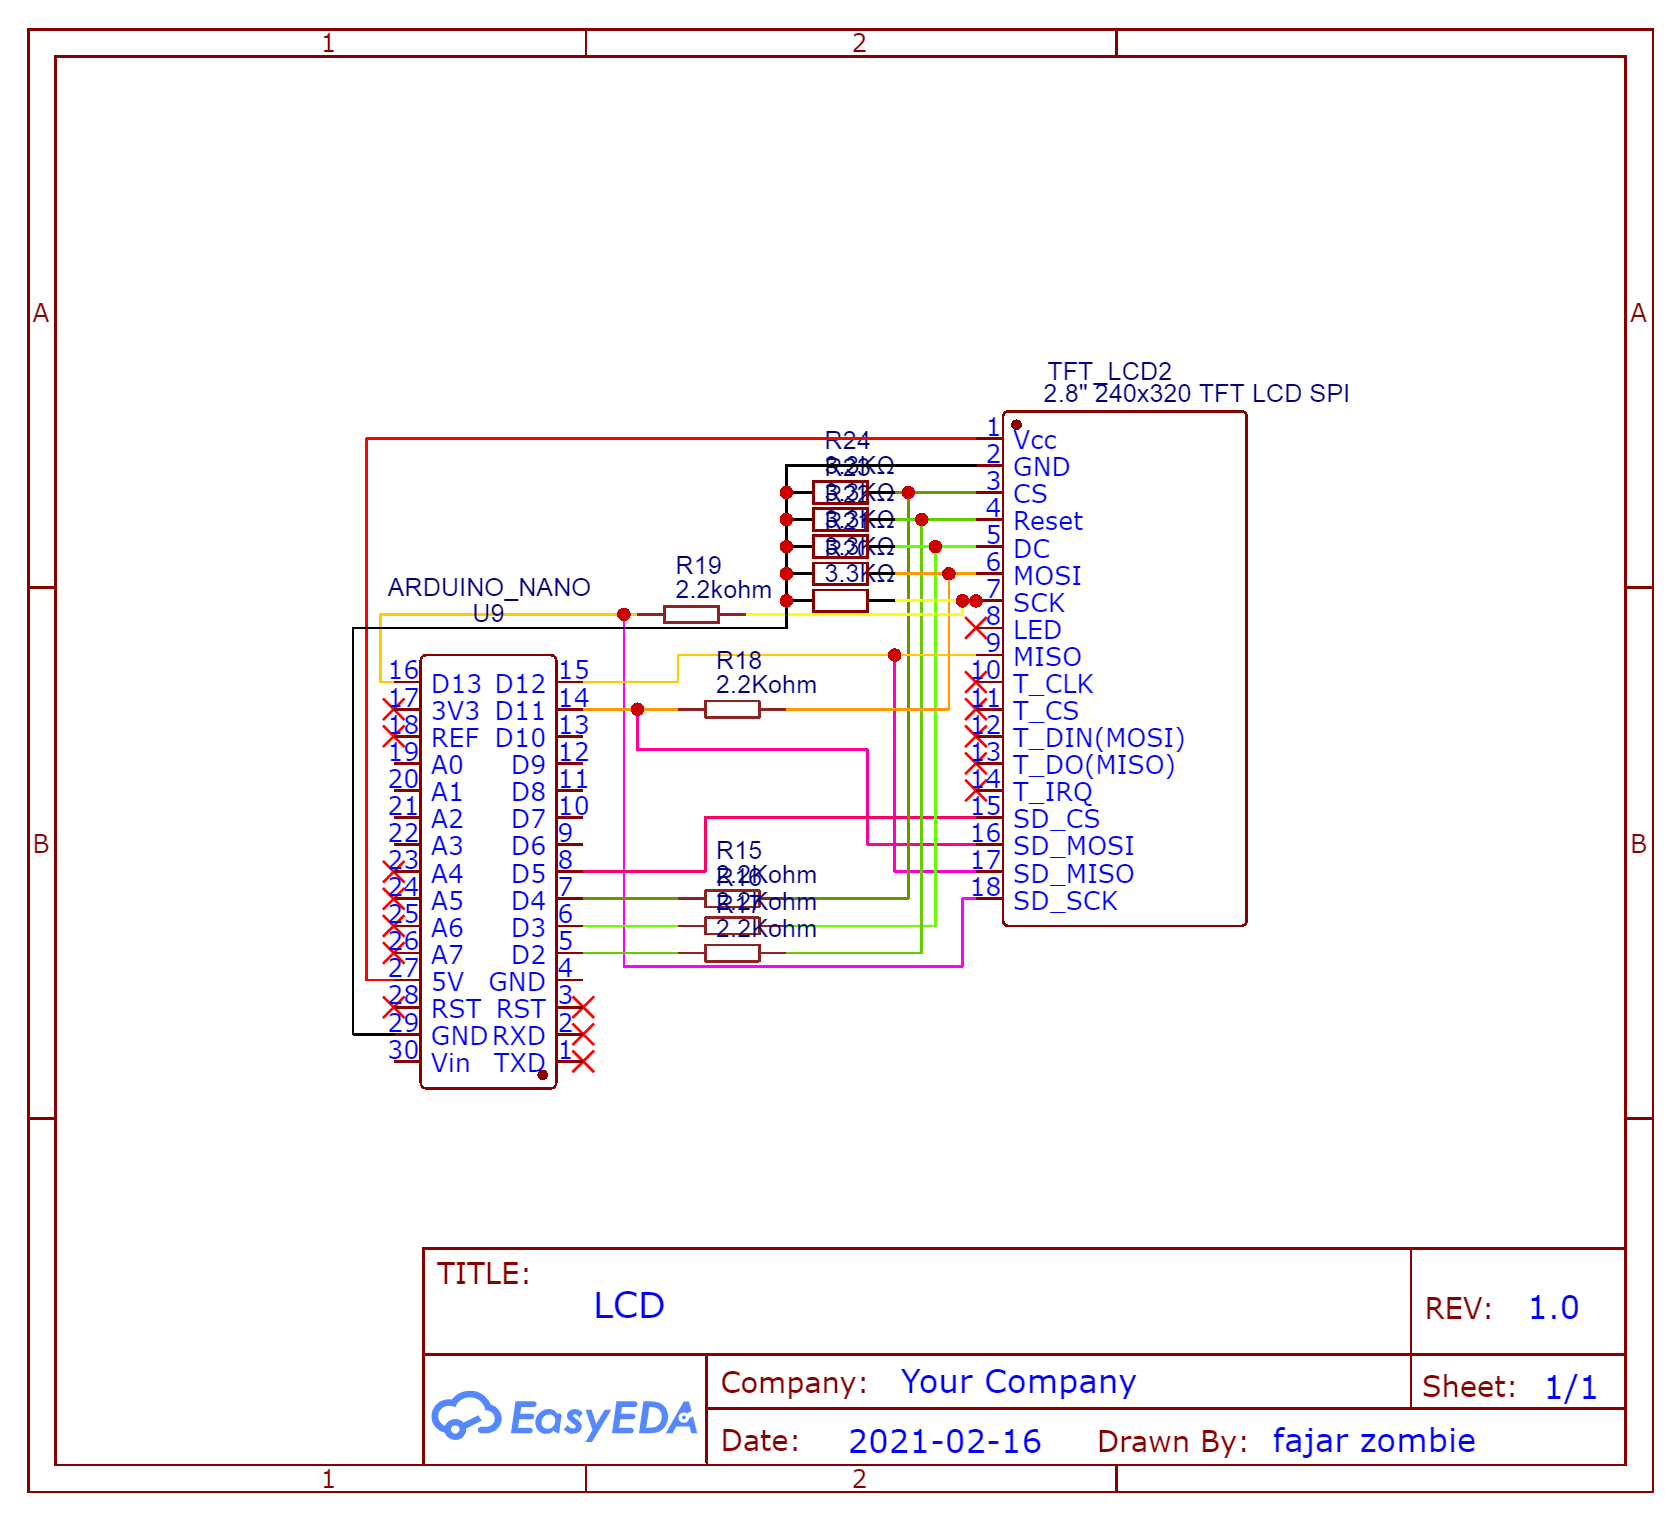 1
2
A
A
TFT_LCD2
2.8" 240x320 TFT LCD SPI
R24
3.3KΩ
R23
3.3KΩ
R22
3.3KΩ
R21
3.3KΩ
R20
3.3KΩ
R19
2.2kohm
ARDUINO_NANO
U9
1 Vcc
2 GND
3 CS
4 Reset
5 DC
6 MOSI
7 SCK
8 LED
9 MISO
10 T_CLK
11 T_CS
12 T_DIN(MOSI)
13 T_DO(MISO)
14 T_IRQ
15 SD_CS
16 SD_MOSI
17 SD_MISO
18 SD_SCK
R18
2.2Kohm
16 D13 D12 15
17 3V3 D11 14
18 REF D10 13
19 A0 D9 12
20 A1 D8 11
21 A2 D7 10
22 A3 D6 9
23 A4 D5 8
24 A5 D4 7
25 A6 D3 6
26 A7 D2 5
27 5V GND 4
28 RST RST 3
29 GND RXD 2
30 Vin TXD 1
R15
2.2Kohm
R16
2.2Kohm
R17
2.2Kohm
B
B
TITLE:
LCD
REV: 1.0
EasyEDA
Company: Your Company
Sheet: 1/1
Date: 2021-02-16 Drawn By: fajar zombie
1
2